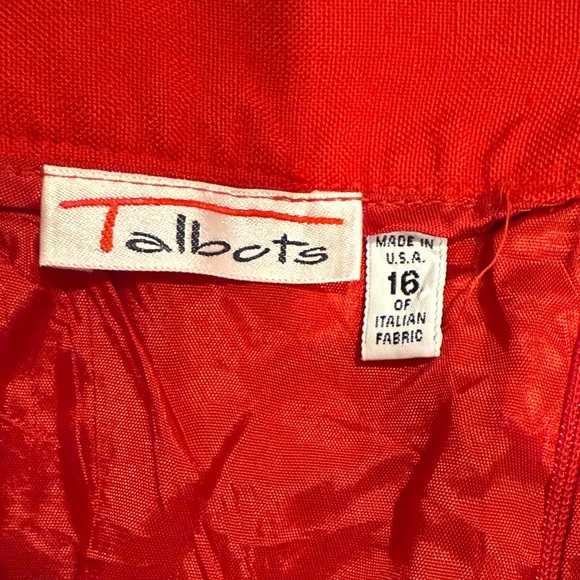 Talbots
MADE IN
U.S.A.
16
OF
ITALIAN
FABRIC